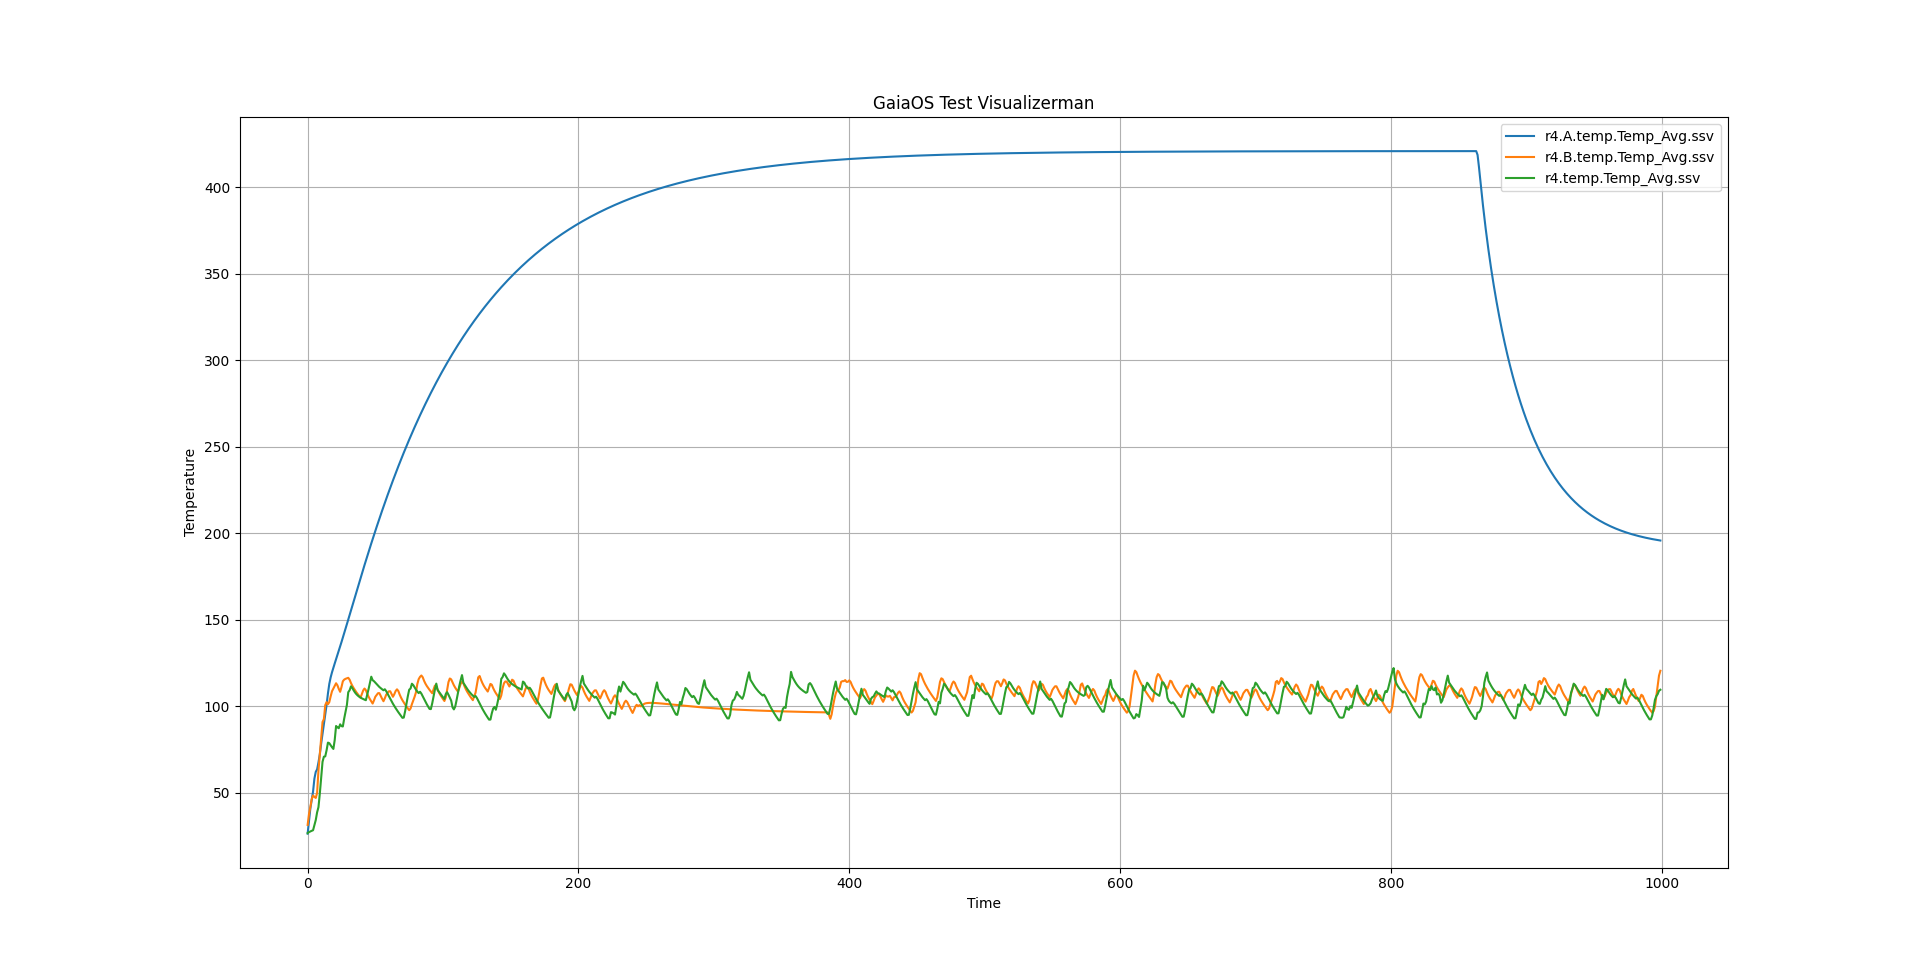 GaiaOS Test Visualizerman
r4.A.temp.Temp_Avg.ssv
r4.B.temp.Temp_Avg.ssv
r4.temp.Temp_Avg.ssv
400
350
300
250
200
150
100
50
Temperature
0 200 400 600 800 1000
Time